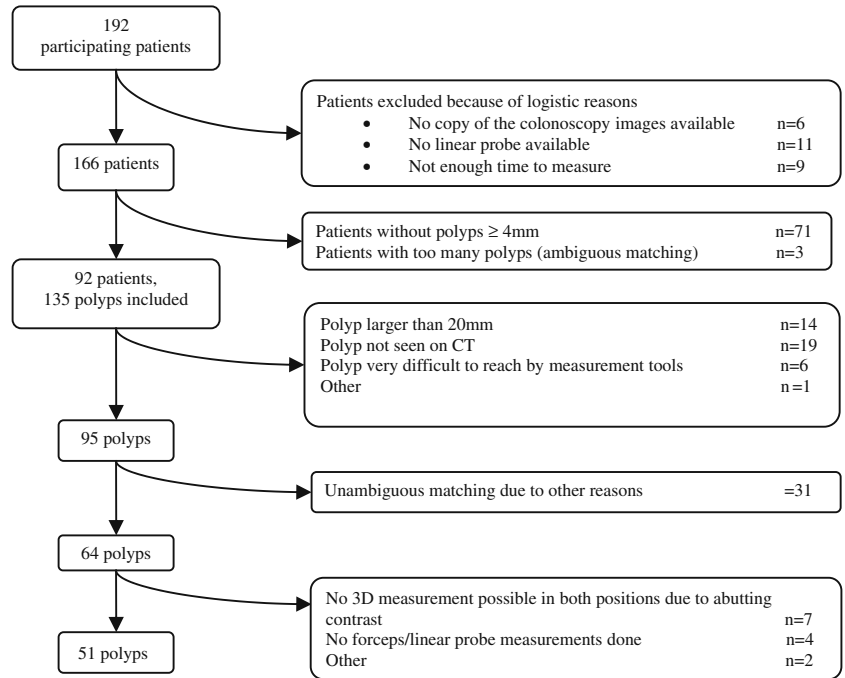 192
participating patients
Patients excluded because of logistic reasons
• No copy of the colonoscopy images available n=6
• No linear probe available n=11
• Not enough time to measure n=9
166 patients
Patients without polyps ≥ 4mm n=71
Patients with too many polyps (ambiguous matching) n=3
92 patients,
135 polyps included
Polyp larger than 20mm n=14
Polyp not seen on CT n=19
Polyp very difficult to reach by measurement tools n=6
Other n=1
95 polyps
Unambiguous matching due to other reasons =31
64 polyps
No 3D measurement possible in both positions due to abutting
contrast n=7
No forceps/linear probe measurements done n=4
Other n=2
51 polyps